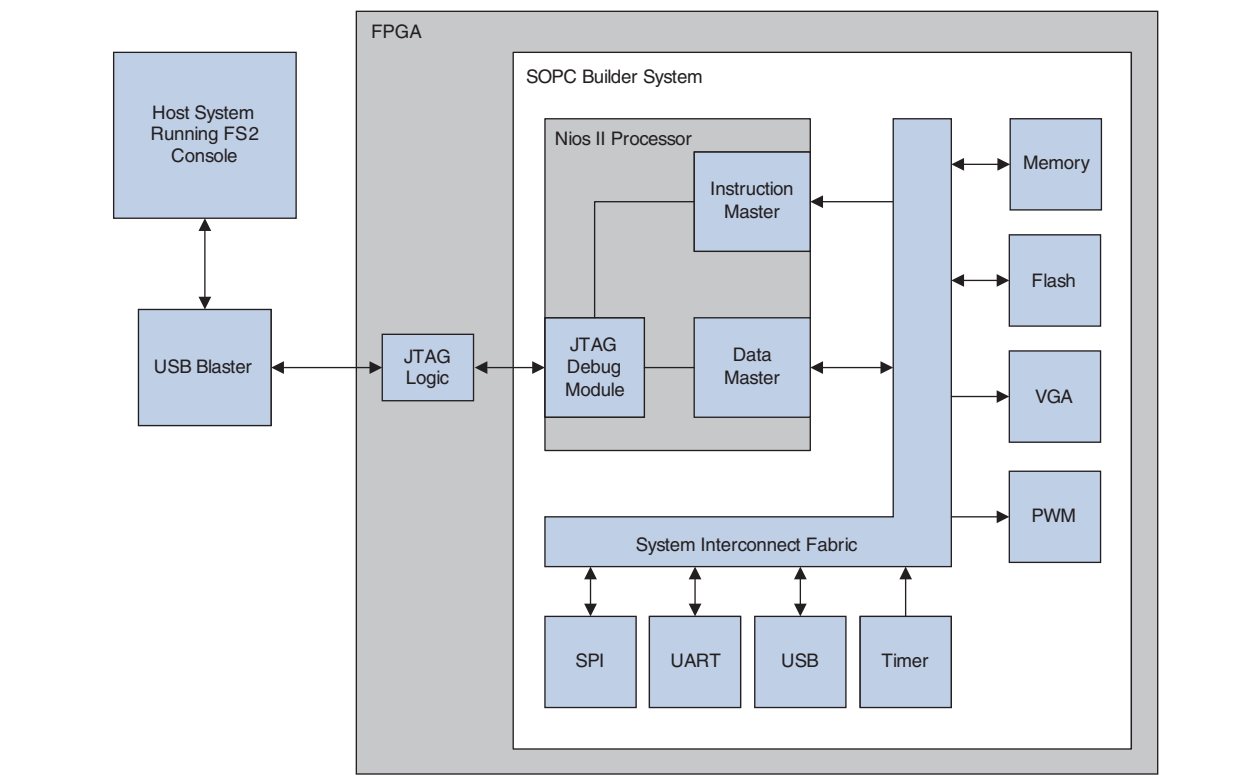 FPGA
SOPC Builder System
Host System
Running FS2
Console
Nios II Processor
Instruction
Master
Memory
Flash
USB Blaster
JTAG
Logic
JTAG
Debug
Module
Data
Master
VGA
PWM
System Interconnect Fabric
SPI
UART
USB
Timer